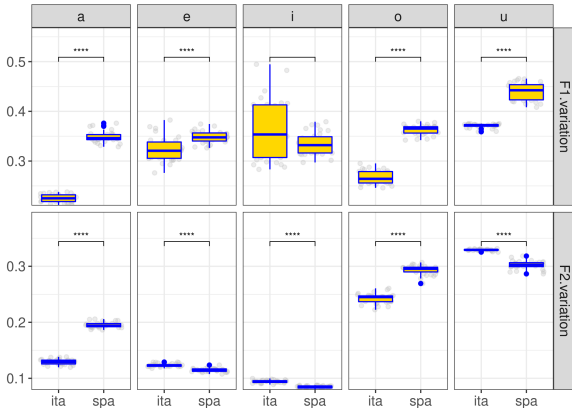 a e i o u
**** **** **** ****
0.5
0.4
0.3
F1.variation
**** **** **** **** ****
0.3
0.2
0.1
F2.variation
ita spa ita spa ita spa ita spa ita spa